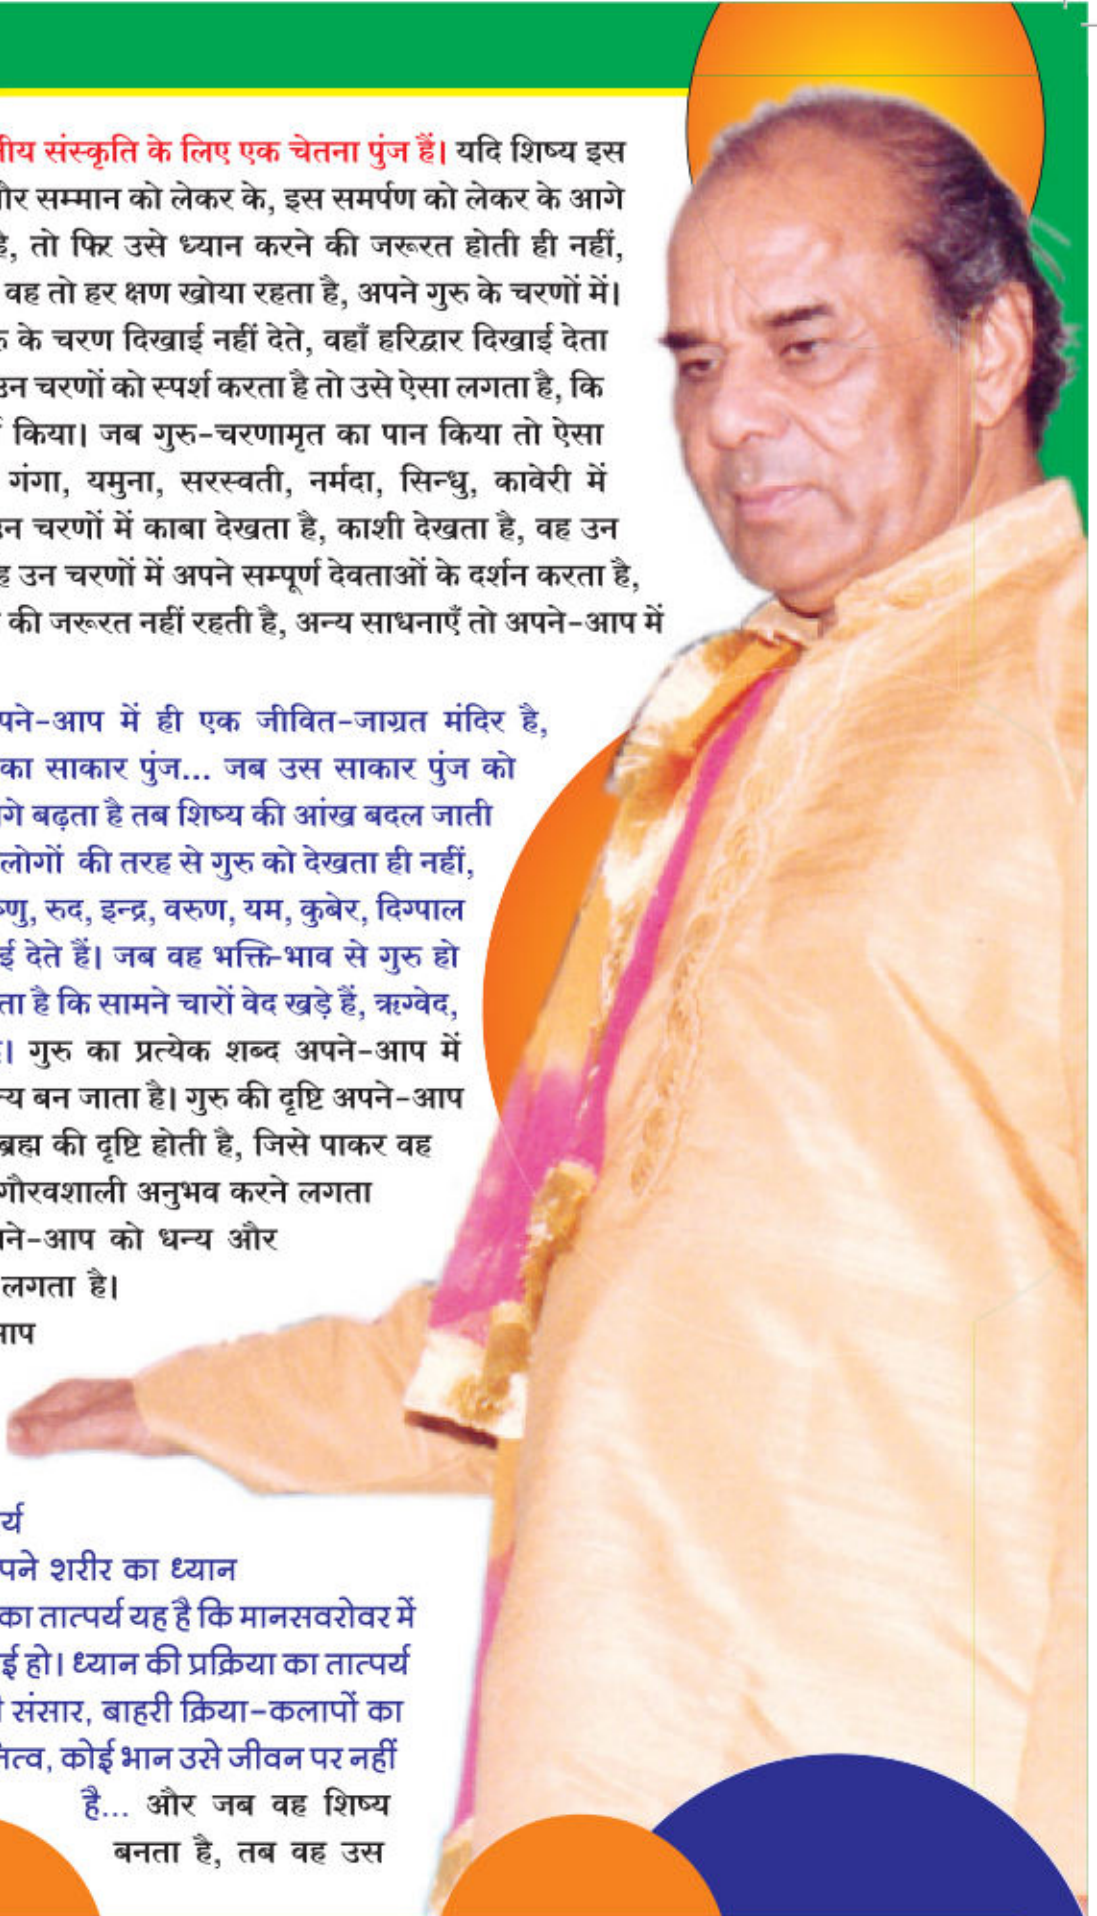 संस्कृति के लिए एक चेतना पुंज हैं। यदि शिष्य इस
सम्मान को लेकर के, इस समर्पण को लेकर के आगे
है, तो फिर उसे ध्यान करने की जरूरत होती ही नहीं,
वह तो हर क्षण खोया रहता है, अपने गुरु के चरणों में।
के चरण दिखाई नहीं देते, वहाँ हरिद्वार दिखाई देता
उन चरणों को स्पर्श करता है तो उसे ऐसा लगता है, कि
किया। जब गुरु-चरणामृत का पान किया तो ऐसा
गंगा, यमुना, सरस्वती, नर्मदा, सिन्धु, कावेरी में
चरणों में काबा देखता है, काशी देखता है, वह उन
उन चरणों में अपने सम्पूर्ण देवताओं के दर्शन करता है,
की जरूरत नहीं रहती है, अन्य साधनाएँ तो अपने-आप में
पने-आप में ही एक जीवित-जाग्रत मंदिर है,
का साकार पुंज... जब उस साकार पुंज को
गे बढ़ता है तब शिष्य की आंख बदल जाती
लोगों की तरह से गुरु को देखता ही नहीं,
रुद, इन्द्र, वरुण, यम, कुबेर, दिग्पाल
ई देते हैं। जब वह भक्ति-भाव से गुरु हो
ता है कि सामने चारों वेद खड़े हैं, ऋग्वेद,
गुरु का प्रत्येक शब्द अपने-आप में
बन जाता है। गुरु की दृष्टि अपने-आप
ब्रह्म की दृष्टि होती है, जिसे पाकर वह
गौरवशाली अनुभव करने लगता
ने-आप को धन्य और
लगता है।
र्य
पने शरीर का ध्यान
का तात्पर्य यह है कि मानसवरोवर में
ई हो। ध्यान की प्रक्रिया का तात्पर्य
संसार, बाहरी क्रिया-कलापों का
कोई भान उसे जीवन पर नहीं
है... और जब वह शिष्य
बनता है, तब वह उस